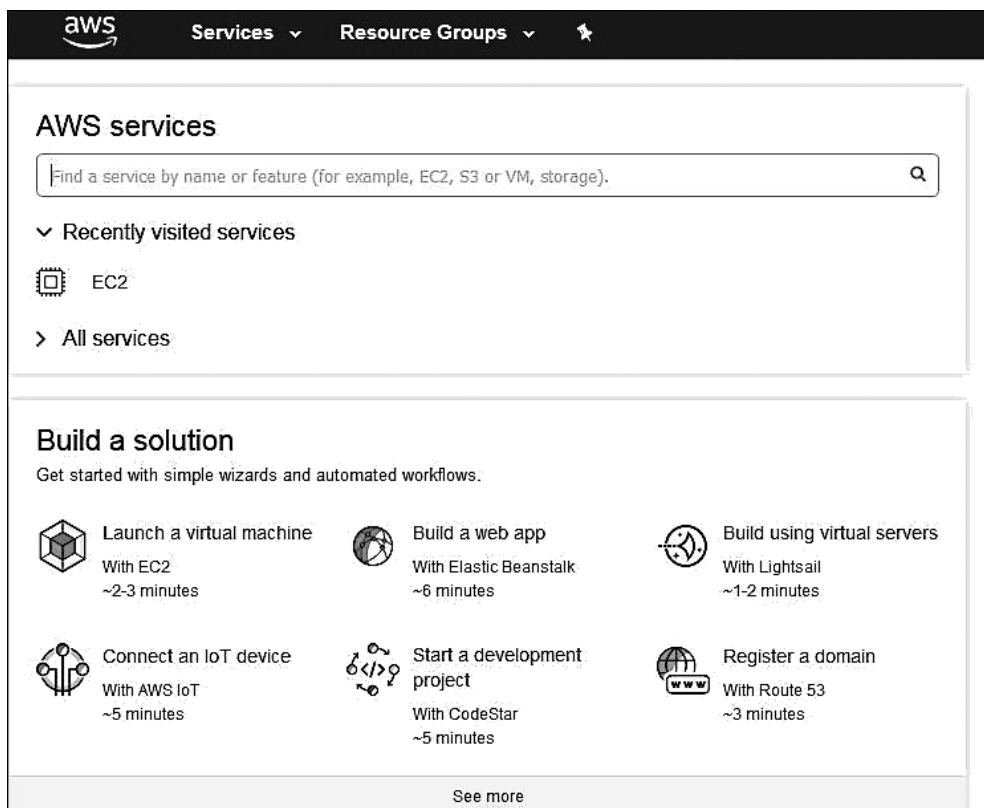 aws Services Resource Groups
AWS services
Find a service by name or feature (for example, EC2, S3 or VM, storage).
Recently visited services
EC2
All services
Build a solution
Get started with simple wizards and automated workflows.
Launch a virtual machine
With EC2
~2-3 minutes
Build a web app
With Elastic Beanstalk
~6 minutes
Build using virtual servers
With Lightsail
~1-2 minutes
Connect an IoT device
With AWS IoT
~5 minutes
Start a development
project
With CodeStar
~5 minutes
Register a domain
With Route 53
~3 minutes
www
See more